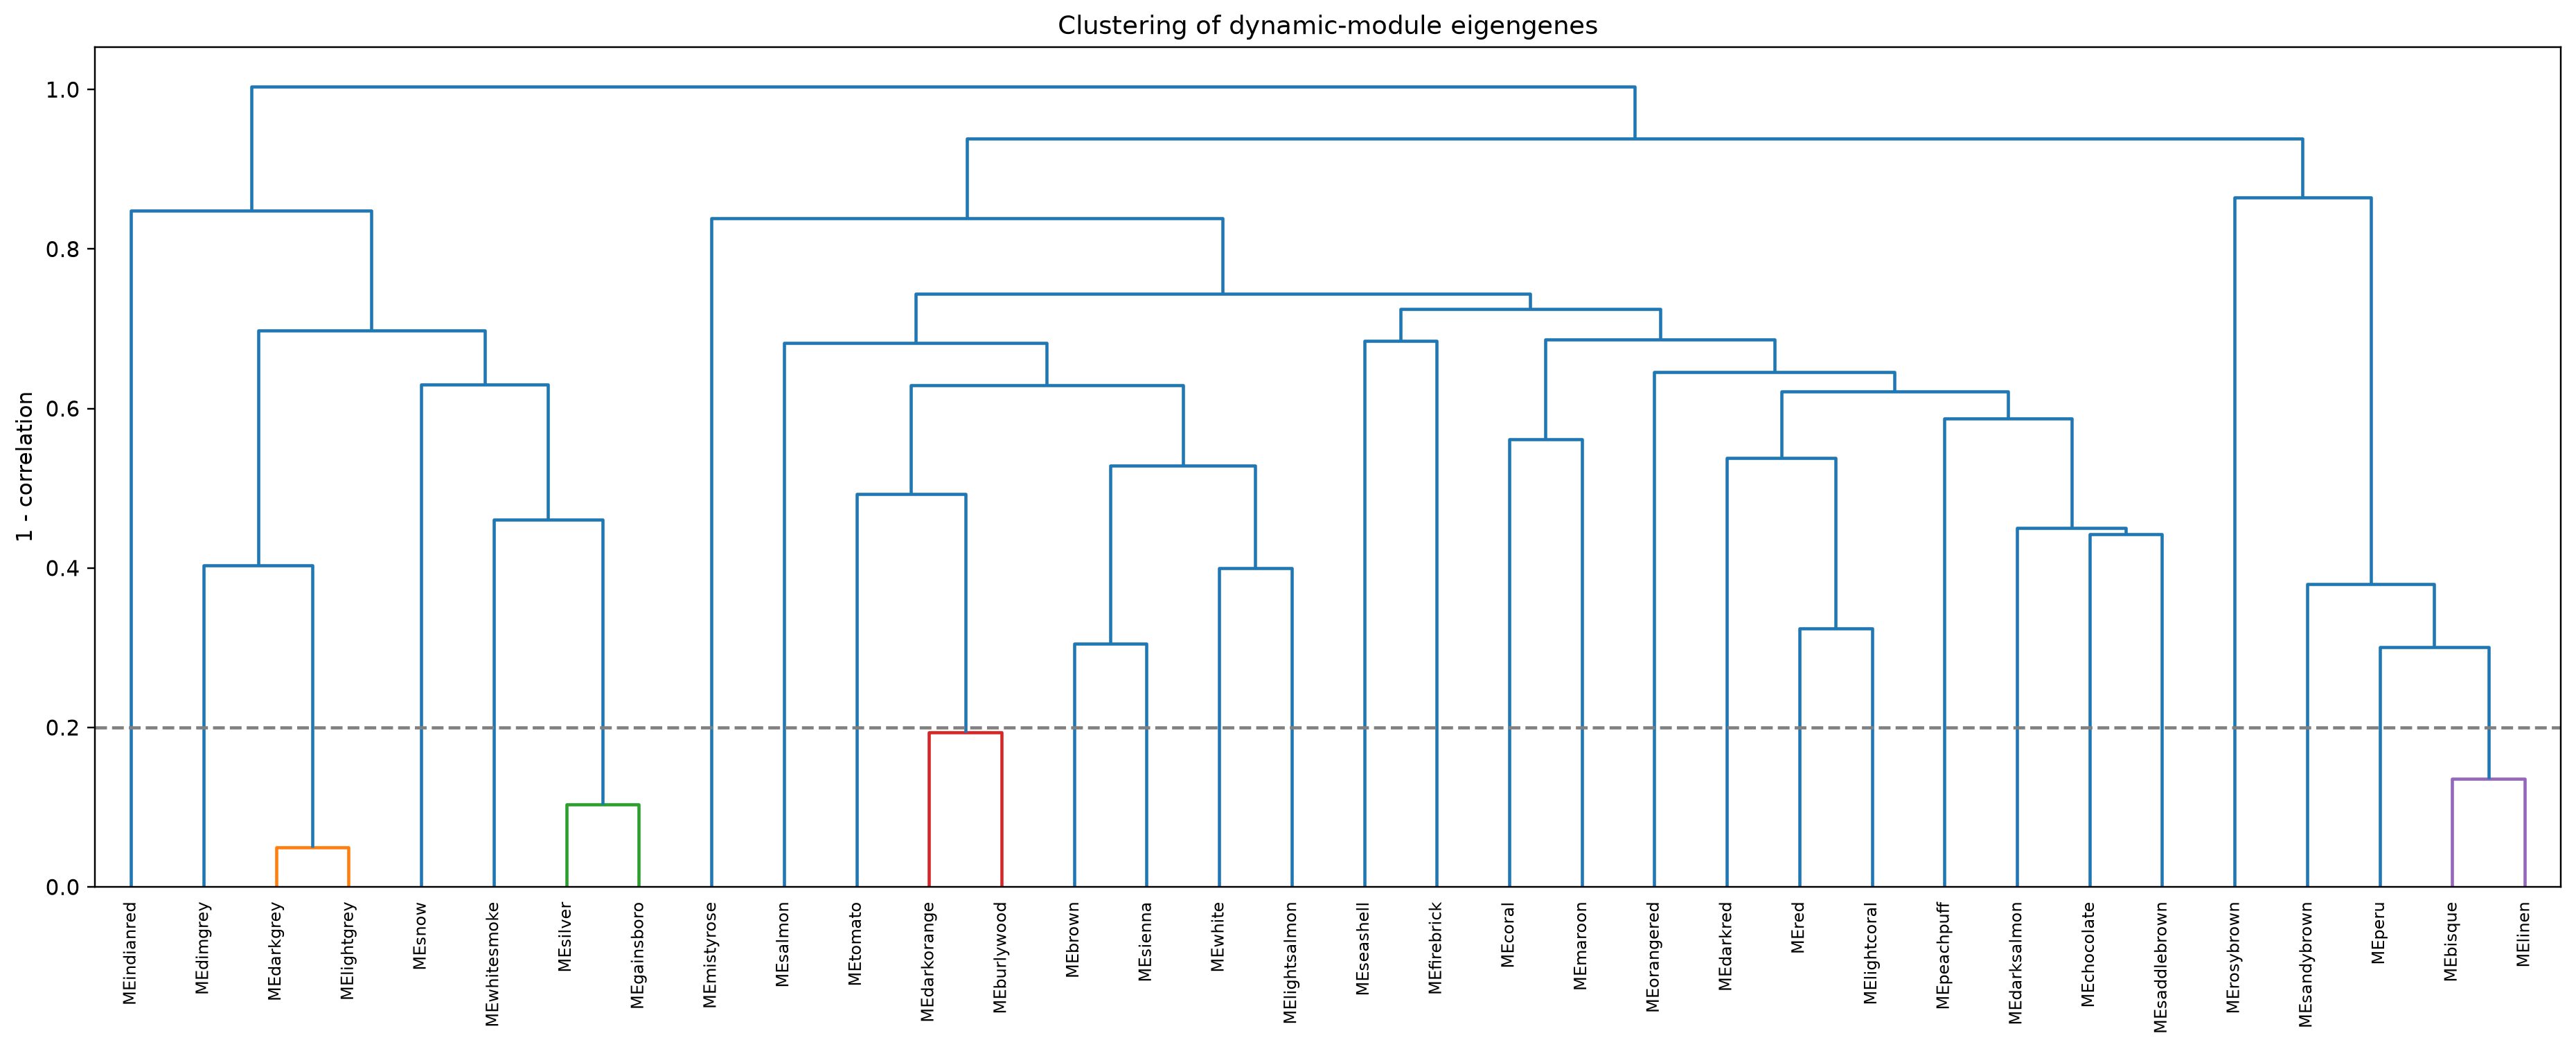 Clustering of dynamic-module eigengenes
1 - correlation
1.0
0.8
0.6
0.4
0.2
0.0
MEindianred
MEdimgrey
MEdarkgrey
MElightgrey
MEsnow
MEwhitesmoke
MEsilver
MEgainsboro
MEmistyrose
MEsalmon
MEtomato
MEdarkorange
MEburlywood
MEbrown
MEsienna
MEwhite
MElightsalmon
MEseashell
MEfirebrick
MEcoral
MEmaroon
MEorangered
MEdarkred
MEred
MElightcoral
MEpeachpuff
MEdarksalmon
MEchocolate
MEsaddlebrown
MErosybrown
MEsandybrown
MEperu
MEbisque
MElinen